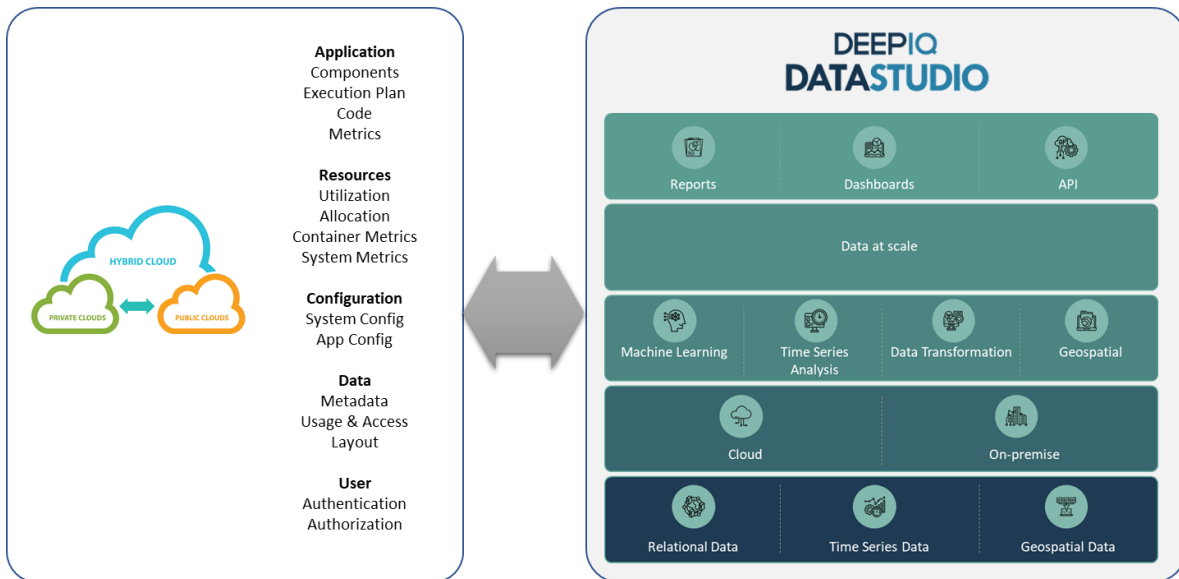 HYBRID CLOUD
PRIVATE CLOUDS
PUBLIC CLOUDS
Application
Components
Execution Plan
Code
Metrics
Resources
Utilization
Allocation
Container Metrics
System Metrics
Configuration
System Config
App Config
Data
Metadata
Usage & Access
Layout
User
Authentication
Authorization
DEEPIQ
DATASTUDIO
Reports
Dashboards
API
Data at scale
Machine Learning
Time Series
Analysis
Data Transformation
Geospatial
Cloud
On-premise
Relational Data
Time Series Data
Geospatial Data